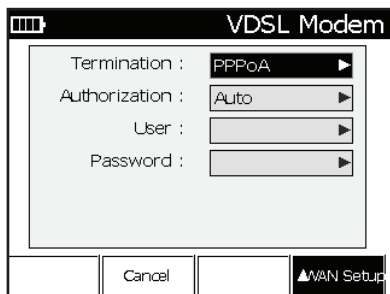 VDSL Modem
Termination : PPPoA
Authorization : Auto
User :
Password :
Cancel
WAN Setup